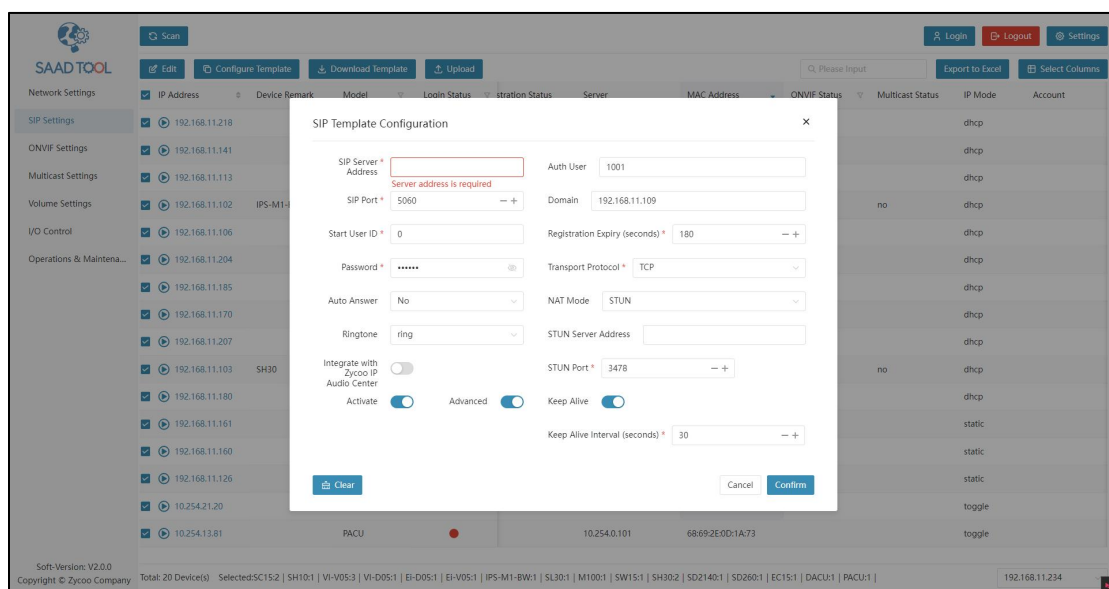 Scan
Login Logout Settings
SAAD TOOL
Edit Configure Template Download Template Upload Please Input Export to Excel Select Columns
Network Settings
IP Address Device Remark Model Login Status stration Status Server MAC Address ONVIF Status Multicast Status IP Mode Account
SIP Settings
192.168.11.218 dhcp
ONVIF Settings
192.168.11.141 dhcp
Multicast Settings
192.168.11.113 dhcp
Volume Settings
192.168.11.102 IPS-M1- no dhcp
I/O Control
192.168.11.106 dhcp
Operations & Maintena...
192.168.11.204 dhcp
192.168.11.185 dhcp
192.168.11.170 dhcp
192.168.11.207 dhcp
192.168.11.103 SH30 no dhcp
192.168.11.180 dhcp
192.168.11.161 static
192.168.11.160 static
192.168.11.126 static
10.254.21.20 toggle
10.254.13.81 PACU 10.254.0.101 68:69:2E:0D:1A:73 toggle
SIP Template Configuration
SIP Server Address *
Server address is required
Auth User 1001
SIP Port * 5060
Domain 192.168.11.109
Start User ID * 0
Registration Expiry (seconds) * 180
Password * ••••••
Transport Protocol * TCP
Auto Answer No
NAT Mode STUN
Ringtone ring
STUN Server Address
Integrate with Zycoo IP Audio Center
STUN Port * 3478
Activate Advanced
Keep Alive
Keep Alive Interval (seconds) * 30
Clear Cancel Confirm
Soft-Version: V2.0.0
Copyright © Zycoo Company
Total: 20 Device(s) Selected:SC15:2 | SH10:1 | VI-V05:3 | VI-D05:1 | EI-D05:1 | EI-V05:1 | IPS-M1-BW:1 | SL30:1 | M100:1 | SW15:1 | SH30:2 | SD2140:1 | SD260:1 | EC15:1 | DACU:1 | PACU:1 |
192.168.11.234